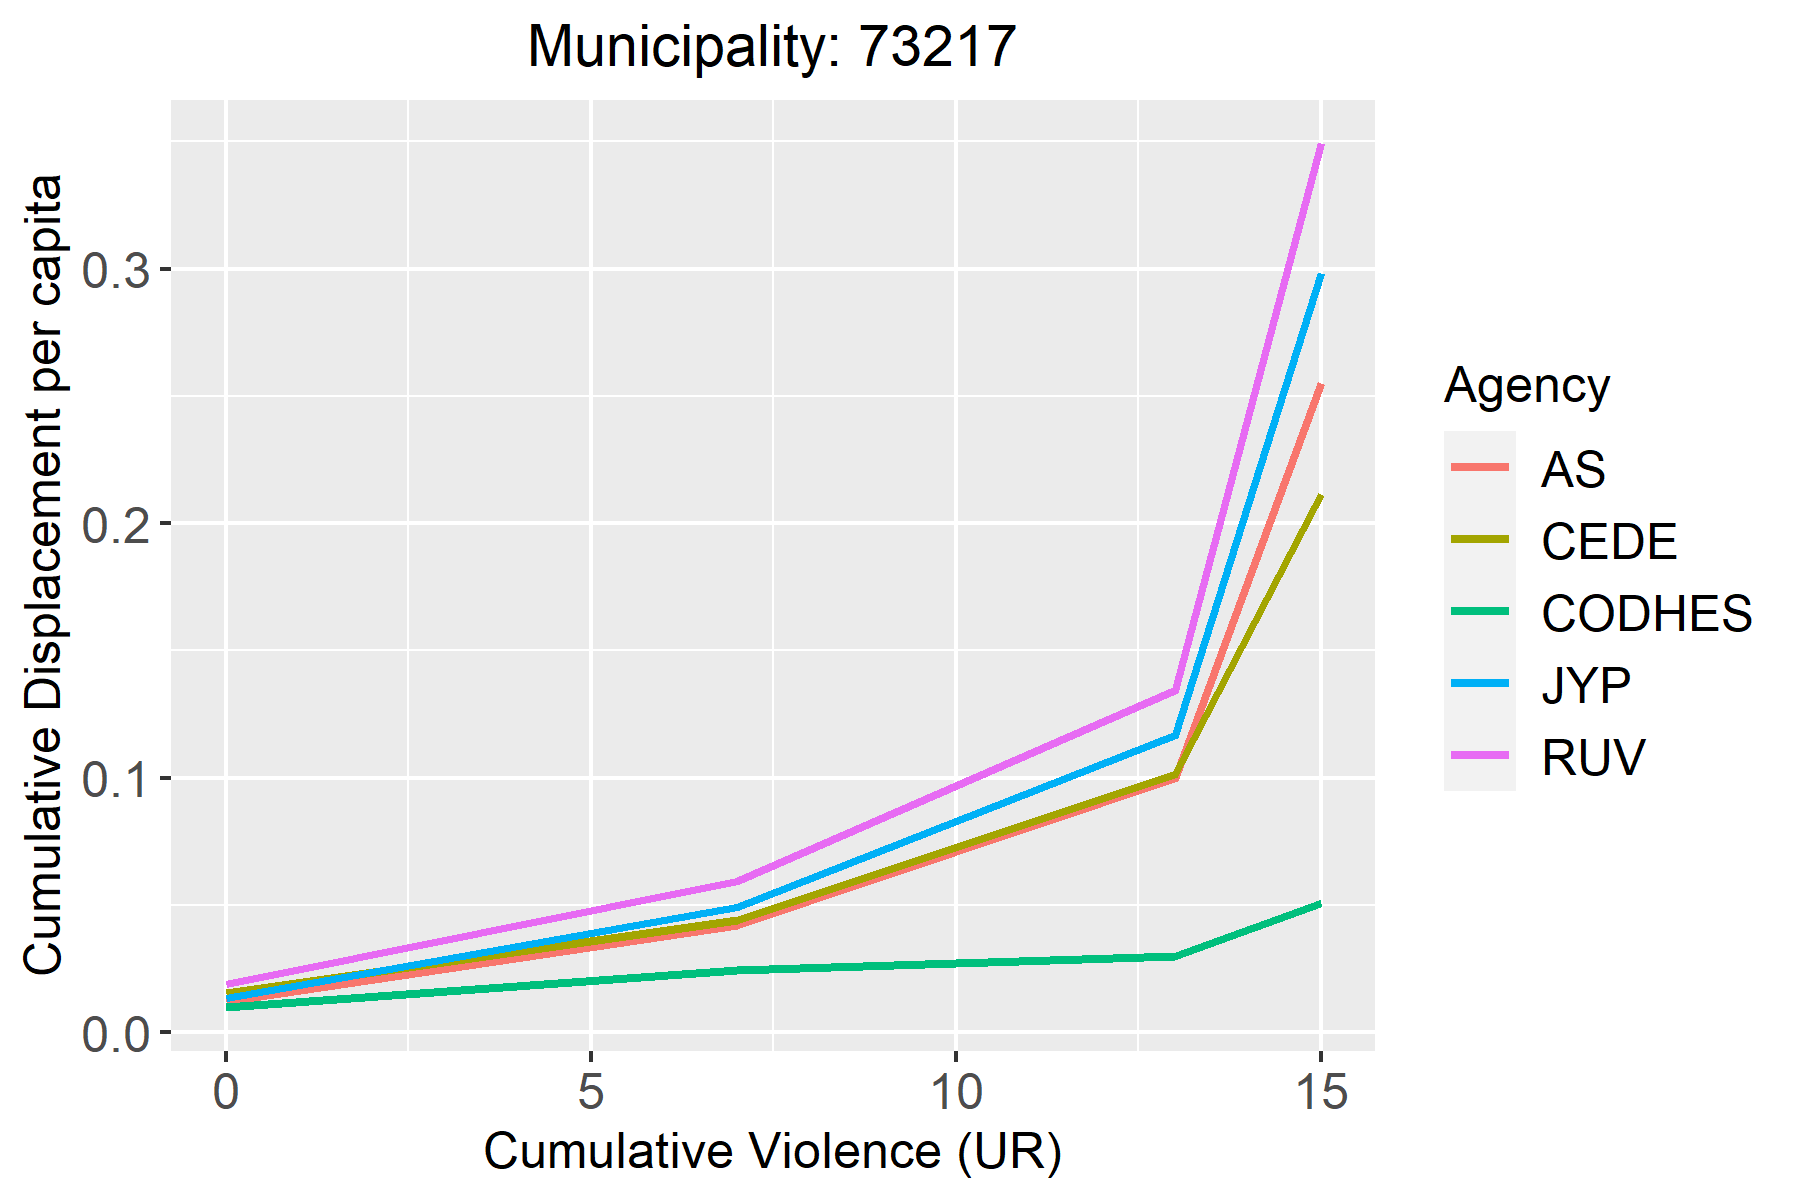 Municipality: 73217
Cumulative Displacement per capita
0.3
0.2
0.1
0.0
0 5 10 15
Cumulative Violence (UR)
Agency
AS
CEDE
CODHES
JYP
RUV